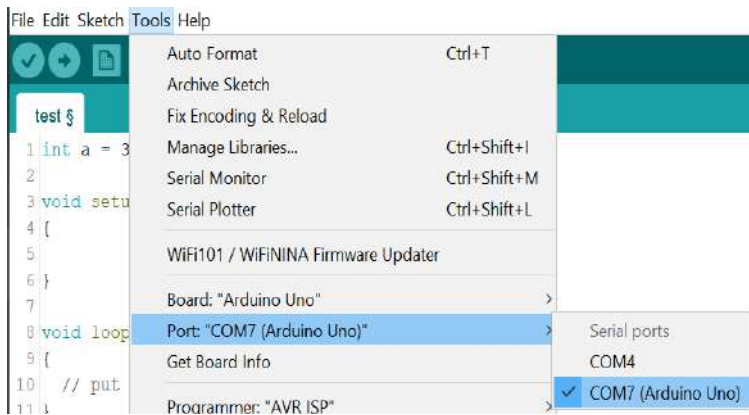 File Edit Sketch Tools Help
Auto Format Ctrl+T
Archive Sketch
test §
Fix Encoding & Reload
1 int a = 3
Manage Libraries... Ctrl+Shift+I
2
Serial Monitor Ctrl+Shift+M
3 void setu
Serial Plotter Ctrl+Shift+L
4 {
5
WiFi101 / WiFiNINA Firmware Updater
6 }
7
Board: "Arduino Uno"
8 void loop
Port: "COM7 (Arduino Uno)"
Serial ports
9 {
Get Board Info
COM4
10 // put
Programmer: "AVR ISP"
✓ COM7 (Arduino Uno)
11 }